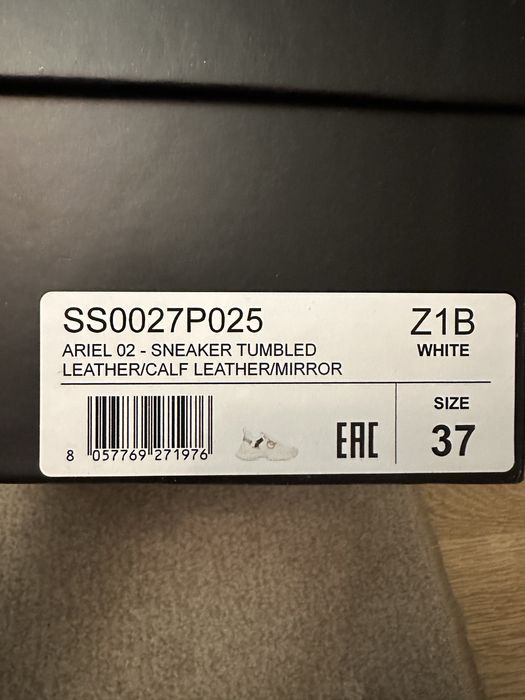 SS0027P025
Z1B
ARIEL 02 - SNEAKER TUMBLED
WHITE
LEATHER/CALF LEATHER/MIRROR
SIZE
EAC
37
8 057769 271976